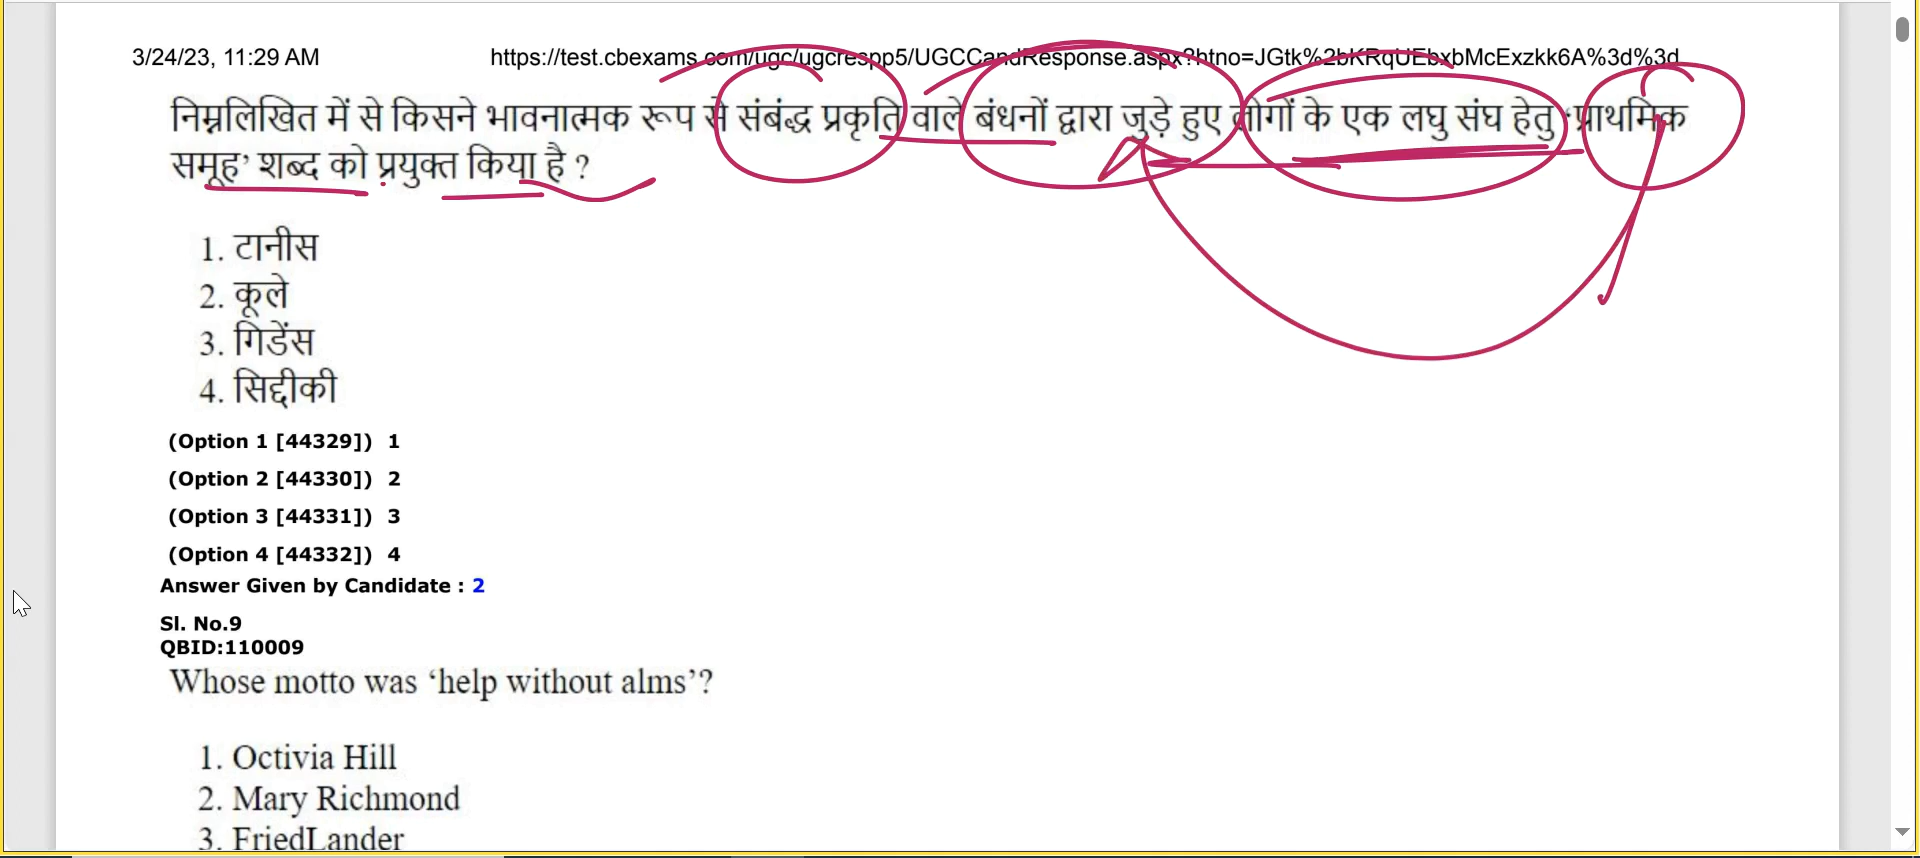 3/24/23, 11:29 AM https://test.cbexams.com/ugc/ugcrespp5/UGCCandResponse.aspx?htno=JGtk%2bKRqUEbxbMcExzkk6A%3d%3d
निम्नलिखित में से किसने भावनात्मक रूप से संबंद्ध प्रकृति वाले बंधनों द्वारा जुड़े हुए लोगों के एक लघु संघ हेतु ‘प्राथमिक
समूह’ शब्द को प्रयुक्त किया है ?
1. टानीस
2. कूले
3. गिडेंस
4. सिद्दीकी
(Option 1 [44329]) 1
(Option 2 [44330]) 2
(Option 3 [44331]) 3
(Option 4 [44332]) 4
Answer Given by Candidate : 2
Sl. No.9
QBID:110009
Whose motto was ‘help without alms’?
1. Octivia Hill
2. Mary Richmond
3. FriedLander